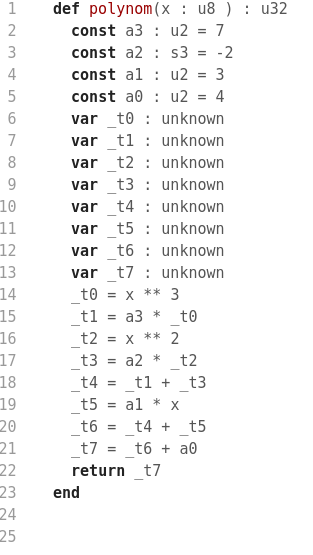 1 def polynom(x : u8 ) : u32
2 const a3 : u2 = 7
3 const a2 : s3 = -2
4 const a1 : u2 = 3
5 const a0 : u2 = 4
6 var _t0 : unknown
7 var _t1 : unknown
8 var _t2 : unknown
9 var _t3 : unknown
10 var _t4 : unknown
11 var _t5 : unknown
12 var _t6 : unknown
13 var _t7 : unknown
14 _t0 = x ** 3
15 _t1 = a3 * _t0
16 _t2 = x ** 2
17 _t3 = a2 * _t2
18 _t4 = _t1 + _t3
19 _t5 = a1 * x
20 _t6 = _t4 + _t5
21 _t7 = _t6 + a0
22 return _t7
23 end
24
25